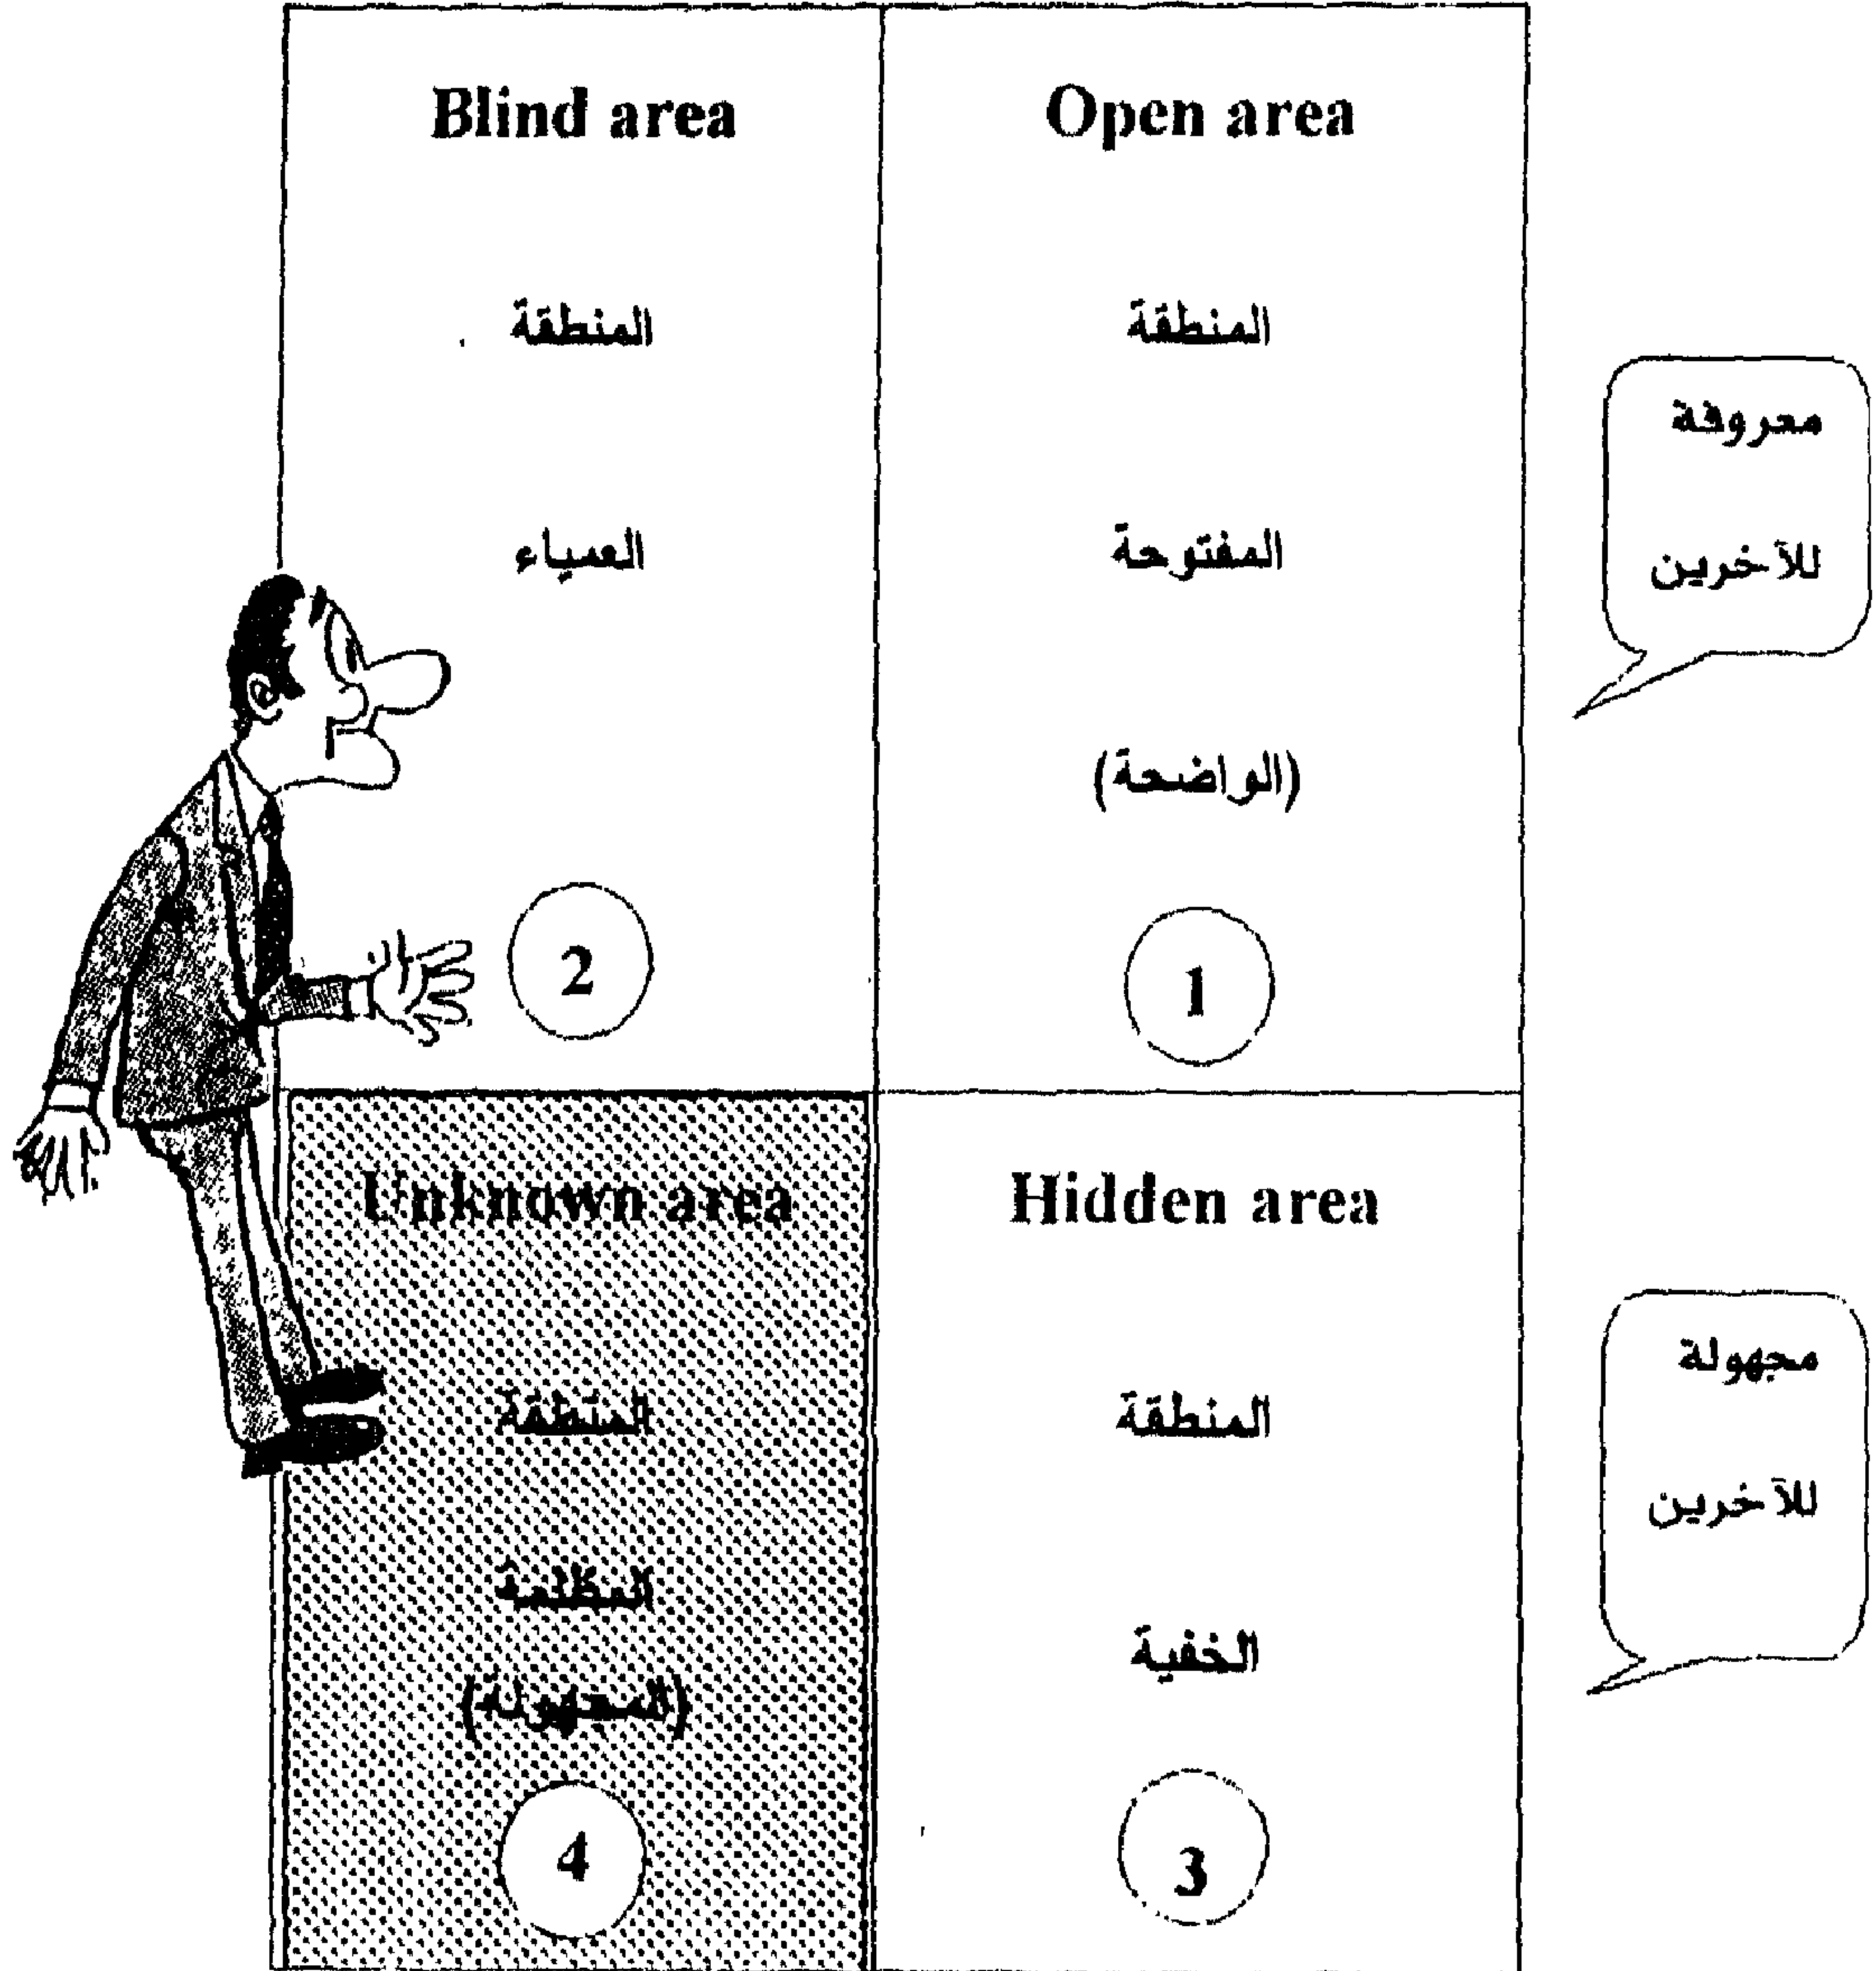 Open area
المنطقة
المفتوحة
(الواضحة)
1
Blind area
المنطقة
العمياء
2
معروفة
للآخرين
Hidden area
المنطقة
الخفية
3
Unknown area
المنطقة
المظلمة
(المجهولة)
4
مجهولة
للآخرين